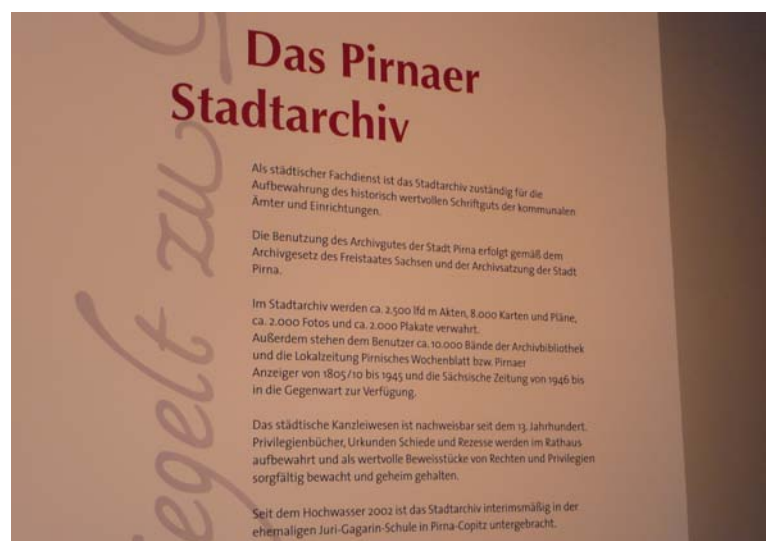 Das Pirnaer
Stadtarchiv
Als städtischer Fachdienst ist das Stadtarchiv zuständig für die
Aufbewahrung des historisch wertvollen Schriftguts der kommunalen
Ämter und Einrichtungen.
Die Benutzung des Archivgutes der Stadt Pirna erfolgt gemäß dem
Archivgesetz des Freistaates Sachsen und der Archivsatzung der Stadt
Pirna.
Im Stadtarchiv werden ca. 2.500 lfd m Akten, 8.000 Karten und Pläne,
ca. 2.000 Fotos und ca. 2.000 Plakate verwahrt.
Außerdem stehen dem Benutzer ca. 10.000 Bände der Archivbibliothek
und die Lokalzeitung Pirnisches Wochenblatt bzw. Pirnaer
Anzeiger von 1805/10 bis 1945 und die Sächsische Zeitung von 1946 bis
in die Gegenwart zur Verfügung.
Das städtische Kanzleiwesen ist nachweisbar seit dem 13. Jahrhundert.
Privilegienbücher, Urkunden Schiede und Rezesse werden im Rathaus
aufbewahrt und als wertvolle Beweisstücke von Rechten und Privilegien
sorgfältig bewacht und geheim gehalten.
Seit dem Hochwasser 2002 ist das Stadtarchiv interimsmäßig in der
ehemaligen Juri-Gagarin-Schule in Pirna-Copitz untergebracht.
iegelt zu